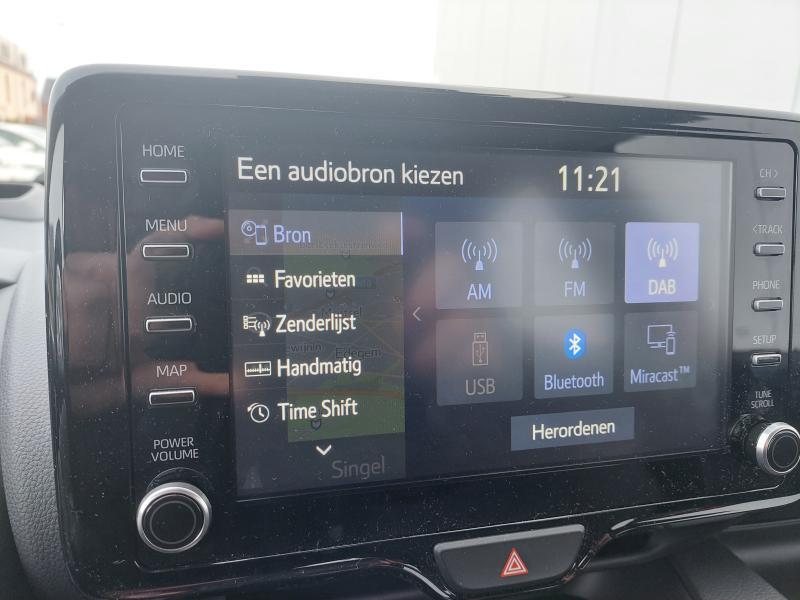 HOME
MENU
AUDIO
MAP
POWER
VOLUME
Een audiobron kiezen
11:21
Bron
Favorieten
Zenderlijst
Handmatig
Time Shift
Edegem
Singel
AM
FM
DAB
USB
Bluetooth
Miracast™
Herordenen
CH >
< TRACK
PHONE
SETUP
TUNE
SCROLL